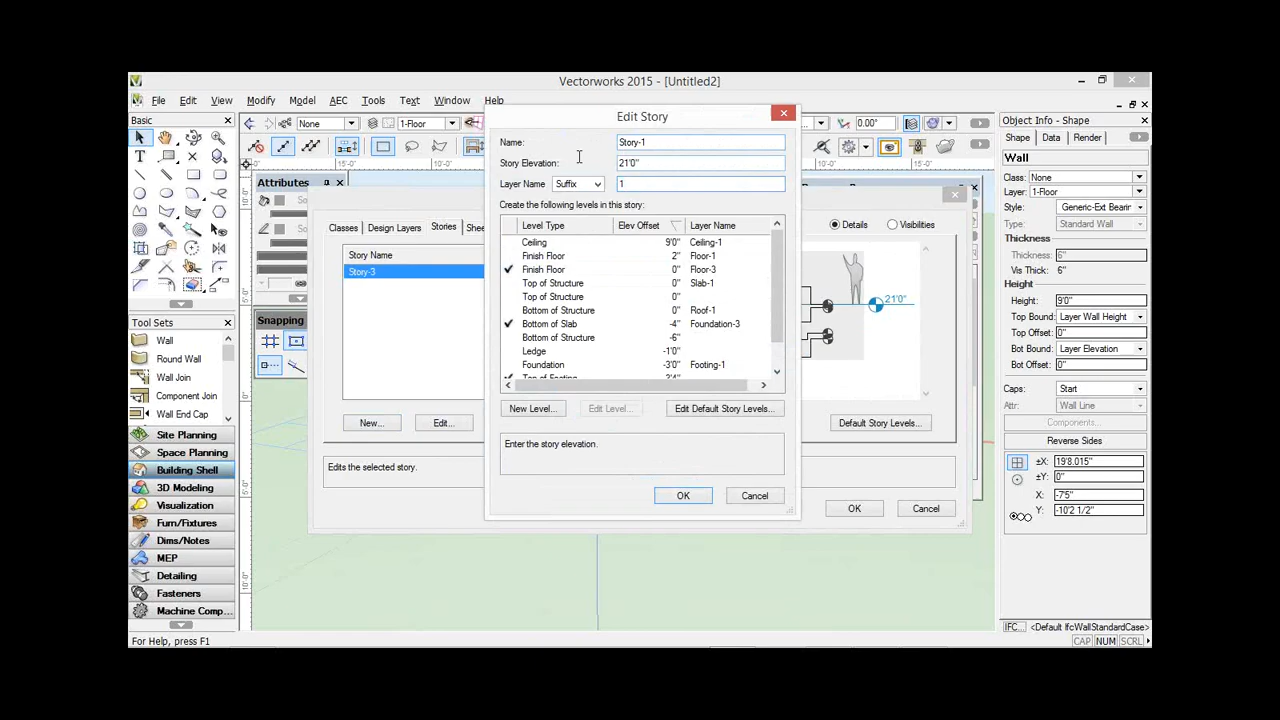 Vectorworks 2015 - [Untitled2]
File Edit View Modify Model AEC Tools Text Window Help
Basic
None
1-Floor
0.00°
Attributes
Snapping
Tool Sets
Wall
Round Wall
Wall Join
Component Join
Wall End Cap
Site Planning
Space Planning
Building Shell
3D Modeling
Visualization
Furn/Fixtures
Dims/Notes
MEP
Detailing
Fasteners
Machine Comp...
For Help, press F1
15'-0"
10'-0"
15'-0"
Classes Design Layers Stories
Details Visibilities
Story Name
Story-3
21'0"
New... Edit... Default Story Levels...
Edits the selected story.
OK Cancel
Edit Story
Name: Story-1
Story Elevation: 21'0"
Layer Name Suffix 1
Create the following levels in this story:
Level Type Elev Offset Layer Name
Ceiling 9'0" Ceiling-1
Finish Floor 2" Floor-1
Finish Floor 0" Floor-3
Top of Structure 0" Slab-1
Top of Structure 0"
Bottom of Structure 0" Roof-1
Bottom of Slab -4" Foundation-3
Bottom of Structure -6"
Ledge -1'0"
Foundation -3'0" Footing-1
New Level... Edit Level... Edit Default Story Levels...
Enter the story elevation.
OK Cancel
Object Info - Shape
Shape Data Render
Wall
Class: None
Layer: 1-Floor
Style: Generic-Ext Bearin
Type: Standard Wall
Thickness
Thickness: 6"
Vis Thick: 6"
Height
Height: 9'0"
Top Bound: Layer Wall Height
Top Offset: 0"
Bot Bound: Layer Elevation
Bot Offset: 0"
Caps: Start
Attr: Wall Line
Components...
Reverse Sides
±X: 19'8.015"
±Y: 0"
X: -7'5"
Y: -10'2 1/2"
IFC... <Default IfcWallStandardCase>
CAP NUM SCRL